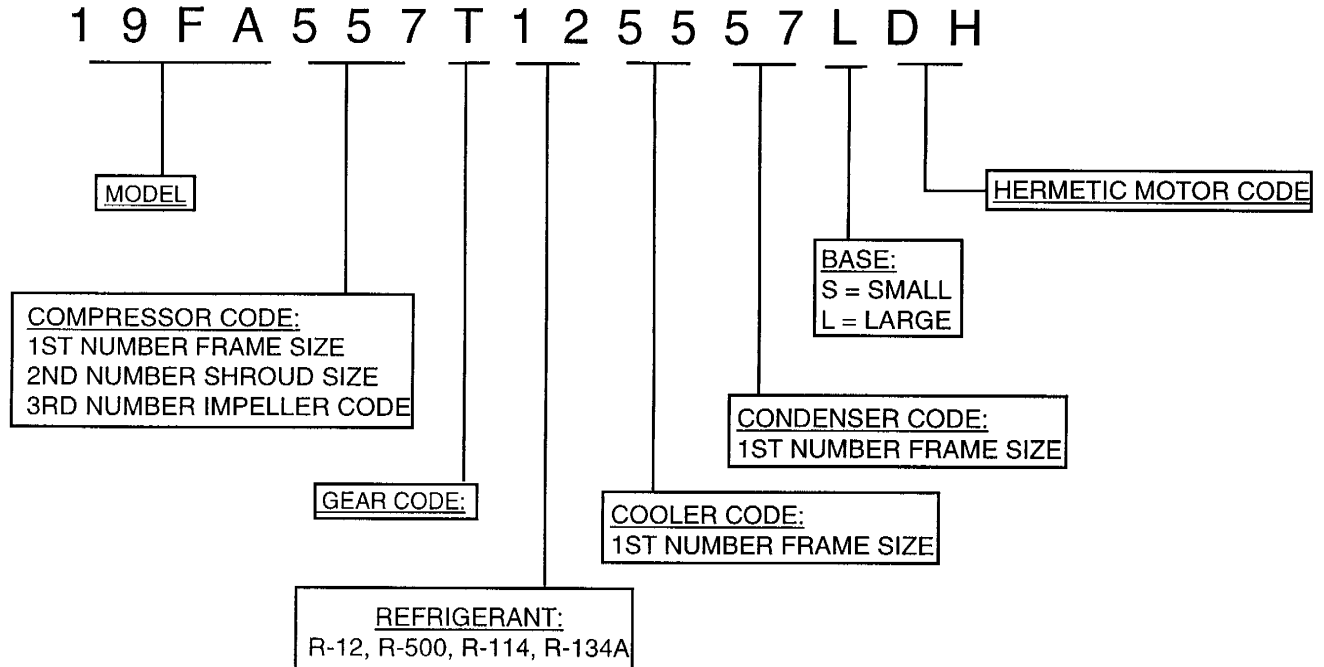 1 9 F A 5 5 7 T 1 2 5 5 5 7 L D H
MODEL
HERMETIC MOTOR CODE
BASE:
S = SMALL
L = LARGE
COMPRESSOR CODE:
1ST NUMBER FRAME SIZE
2ND NUMBER SHROUD SIZE
3RD NUMBER IMPELLER CODE
CONDENSER CODE:
1ST NUMBER FRAME SIZE
GEAR CODE:
COOLER CODE:
1ST NUMBER FRAME SIZE
REFRIGERANT:
R-12, R-500, R-114, R-134A